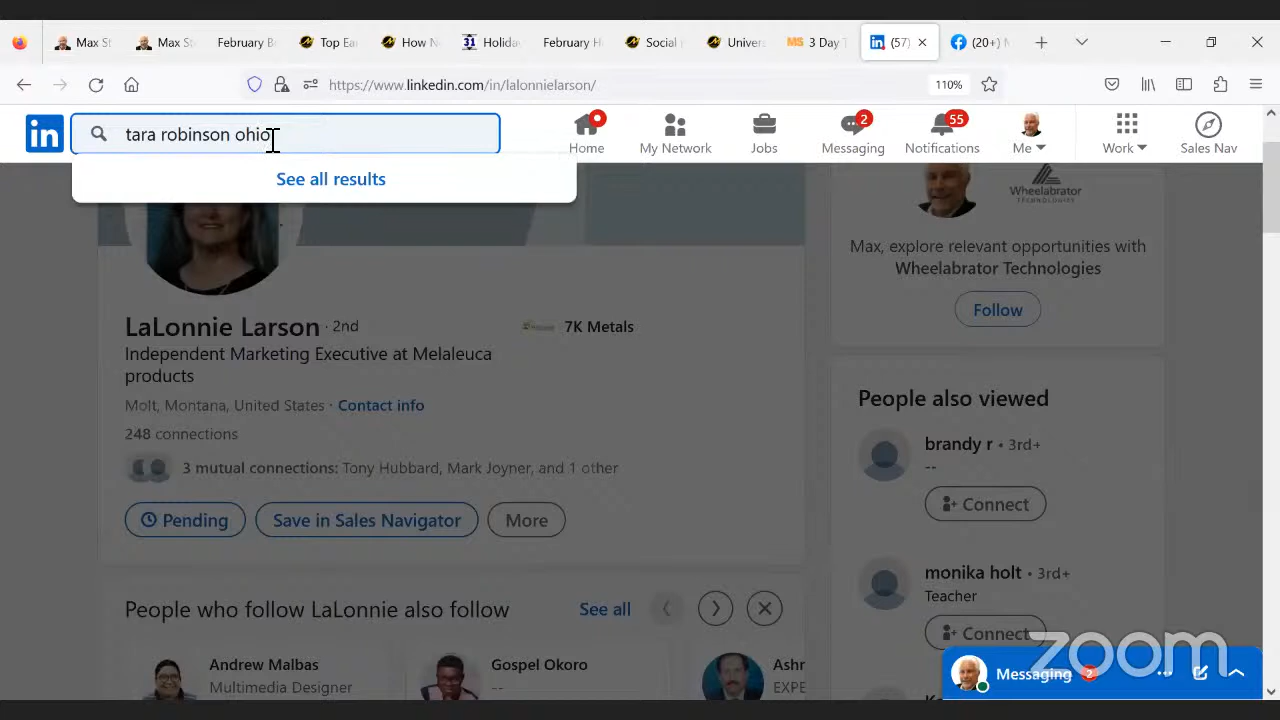 Max St
Max St
February B
Top Ea
How N
31
Holida
February H
Social
Univer
MS
3 Day T
in
(57)
(20+) N
https://www.linkedin.com/in/lalonnielarson/
110%
in
tara robinson ohio
Home
My Network
Jobs
2
Messaging
55
Notifications
Me
Work
Sales Nav
See all results
Wheelabrator
TECHNOLOGIES
Max, explore relevant opportunities with
Wheelabrator Technologies
Follow
LaLonnie Larson · 2nd
7K Metals
Independent Marketing Executive at Melaleuca
products
Molt, Montana, United States · Contact info
248 connections
3 mutual connections: Tony Hubbard, Mark Joyner, and 1 other
Pending
Save in Sales Navigator
More
People also viewed
brandy r • 3rd+
--
Connect
monika holt • 3rd+
Teacher
Connect
People who follow LaLonnie also follow
See all
Andrew Malbas
Multimedia Designer
Gospel Okoro
--
Ashr
EXPE
zoom
Messaging
2